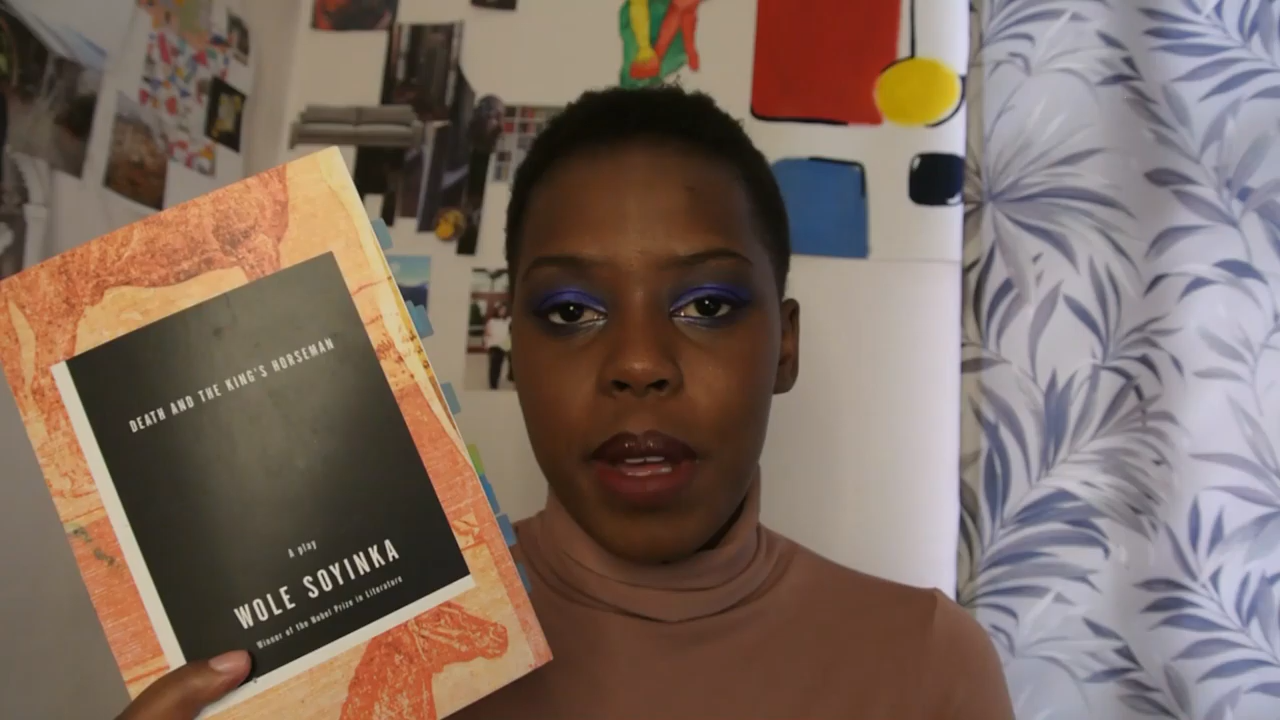 DEATH AND THE KING'S HORSEMAN
A play
WOLE SOYINKA
Winner of the Nobel Prize in Literature